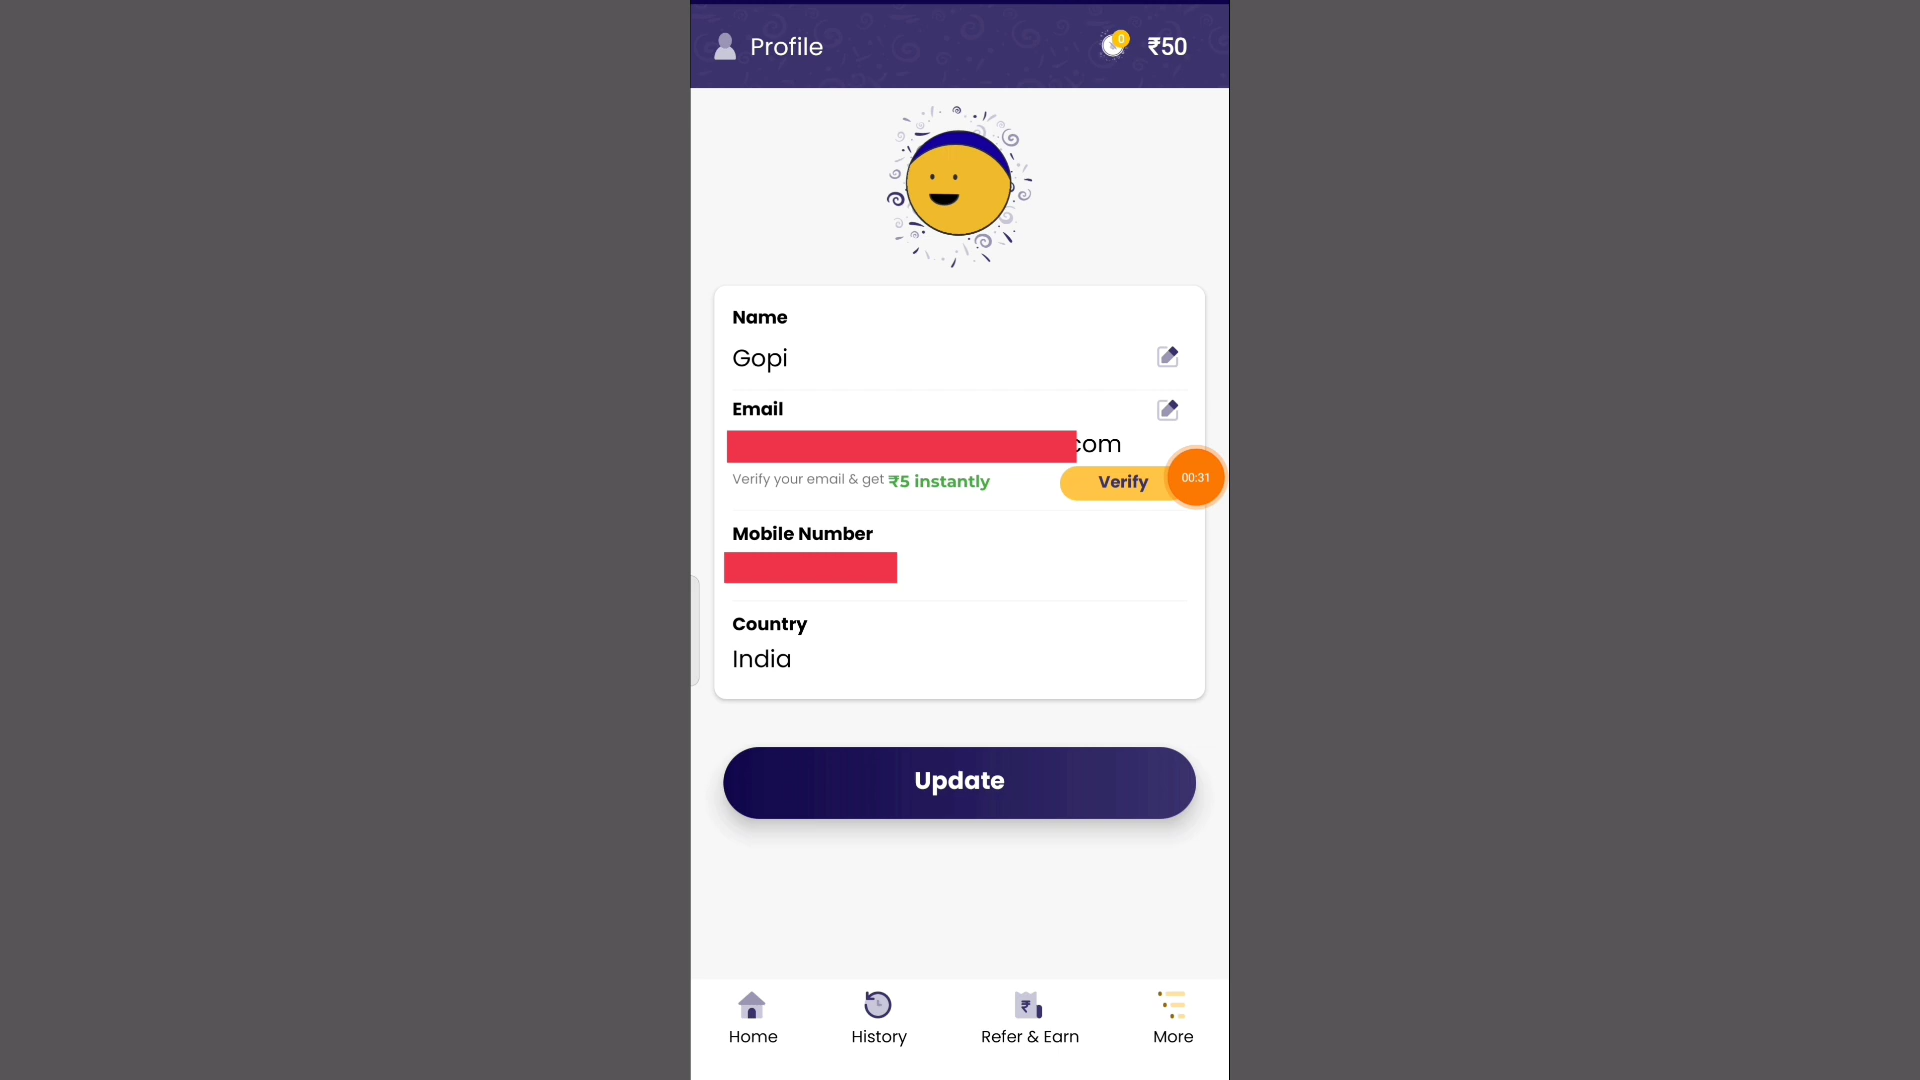 Profile
0
₹50
Name
Gopi
Email
com
Verify your email & get ₹5 instantly
Verify
00:31
Mobile Number
Country
India
Update
Home
History
Refer & Earn
More